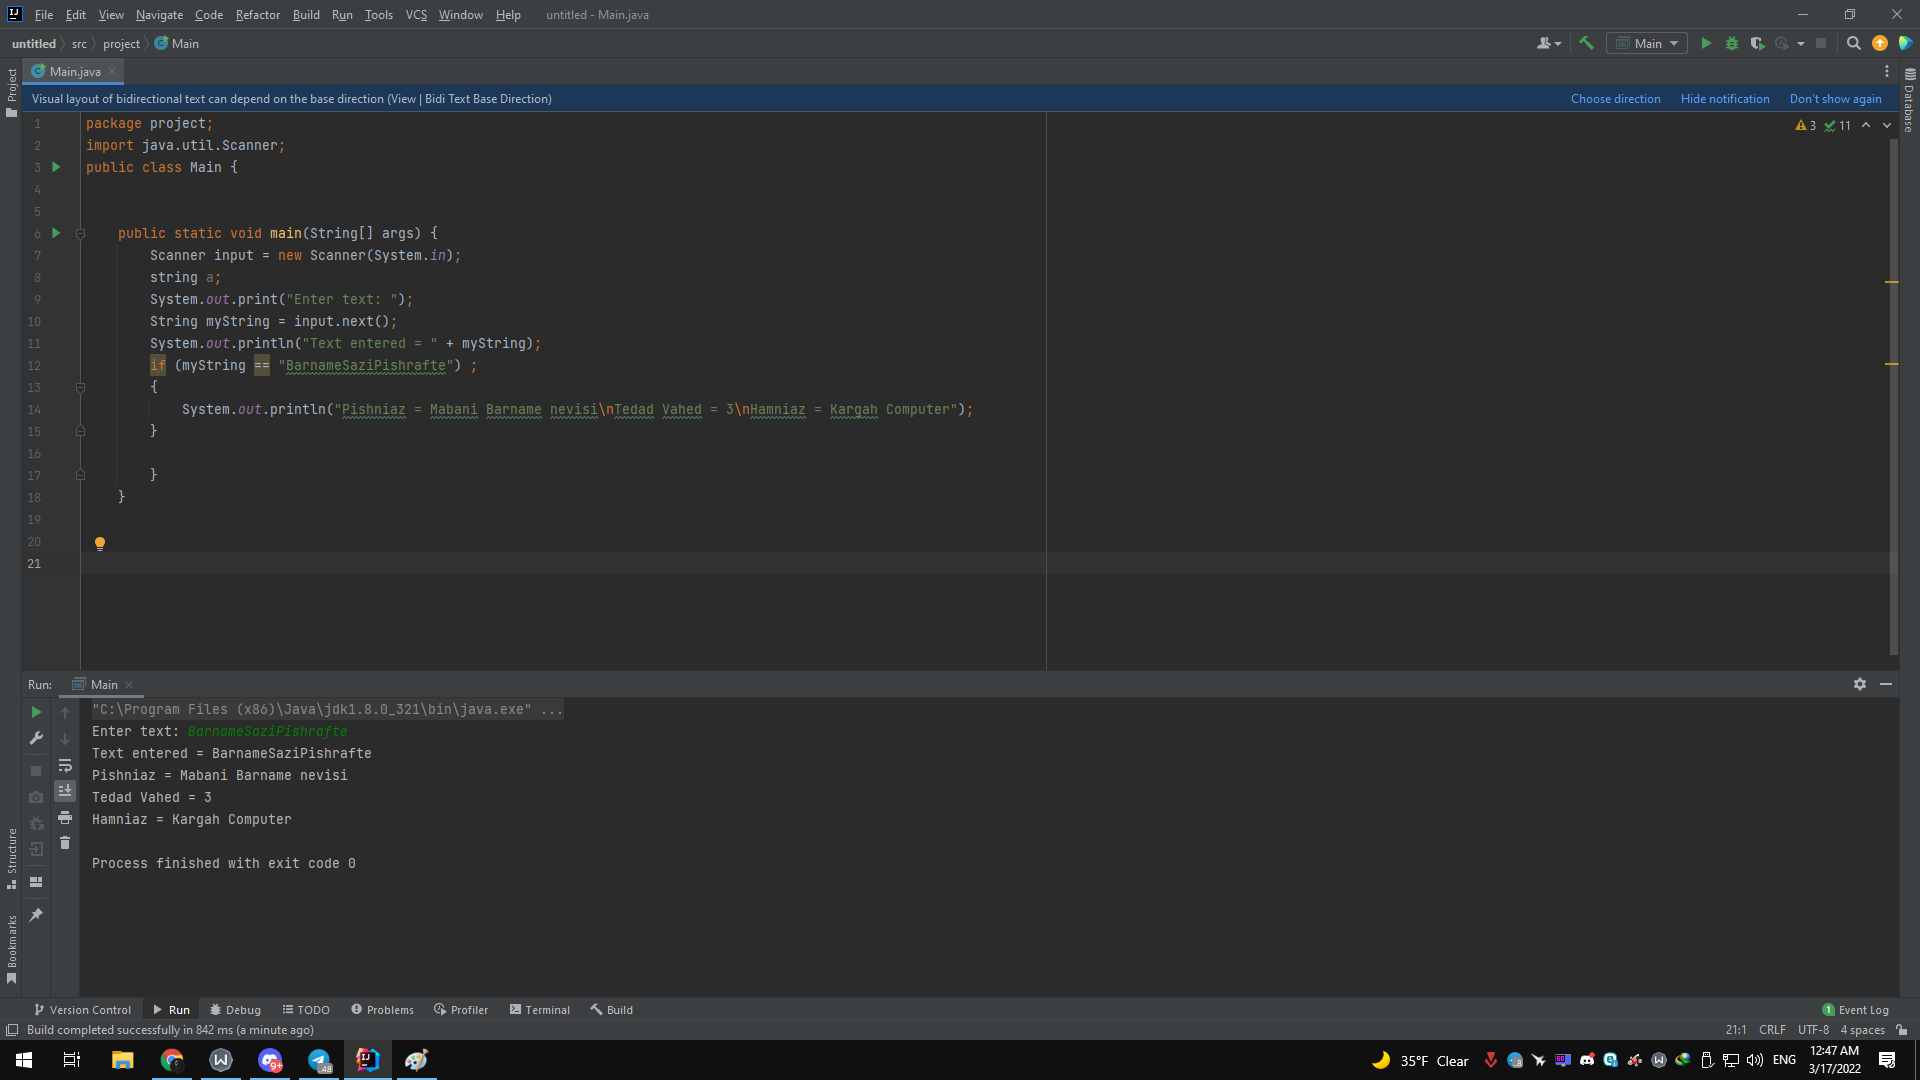 File Edit View Navigate Code Refactor Build Run Tools VCS Window Help untitled - Main.java
untitled src project Main
Main
Main.java
Project
Database
Visual layout of bidirectional text can depend on the base direction (View | Bidi Text Base Direction) Choose direction Hide notification Don't show again
3 11
1 package project;
2 import java.util.Scanner;
3 public class Main {
4
5
6 public static void main(String[] args) {
7 Scanner input = new Scanner(System.in);
8 string a;
9 System.out.print("Enter text: ");
10 String myString = input.next();
11 System.out.println("Text entered = " + myString);
12 if (myString == "BarnameSaziPishrafte") ;
13 {
14 System.out.println("Pishniaz = Mabani Barname nevisi\nTedad Vahed = 3\nHamniaz = Kargah Computer");
15 }
16
17 }
18 }
19
20
21
Run: Main
"C:\Program Files (x86)\Java\jdk1.8.0_321\bin\java.exe" ...
Enter text: BarnameSaziPishrafte
Text entered = BarnameSaziPishrafte
Pishniaz = Mabani Barname nevisi
Tedad Vahed = 3
Hamniaz = Kargah Computer
Process finished with exit code 0
Structure
Bookmarks
Version Control Run Debug TODO Problems Profiler Terminal Build 1 Event Log
Build completed successfully in 842 ms (a minute ago) 21:1 CRLF UTF-8 4 spaces
9+ .48 IJ 35°F Clear ENG 12:47 AM
3/17/2022